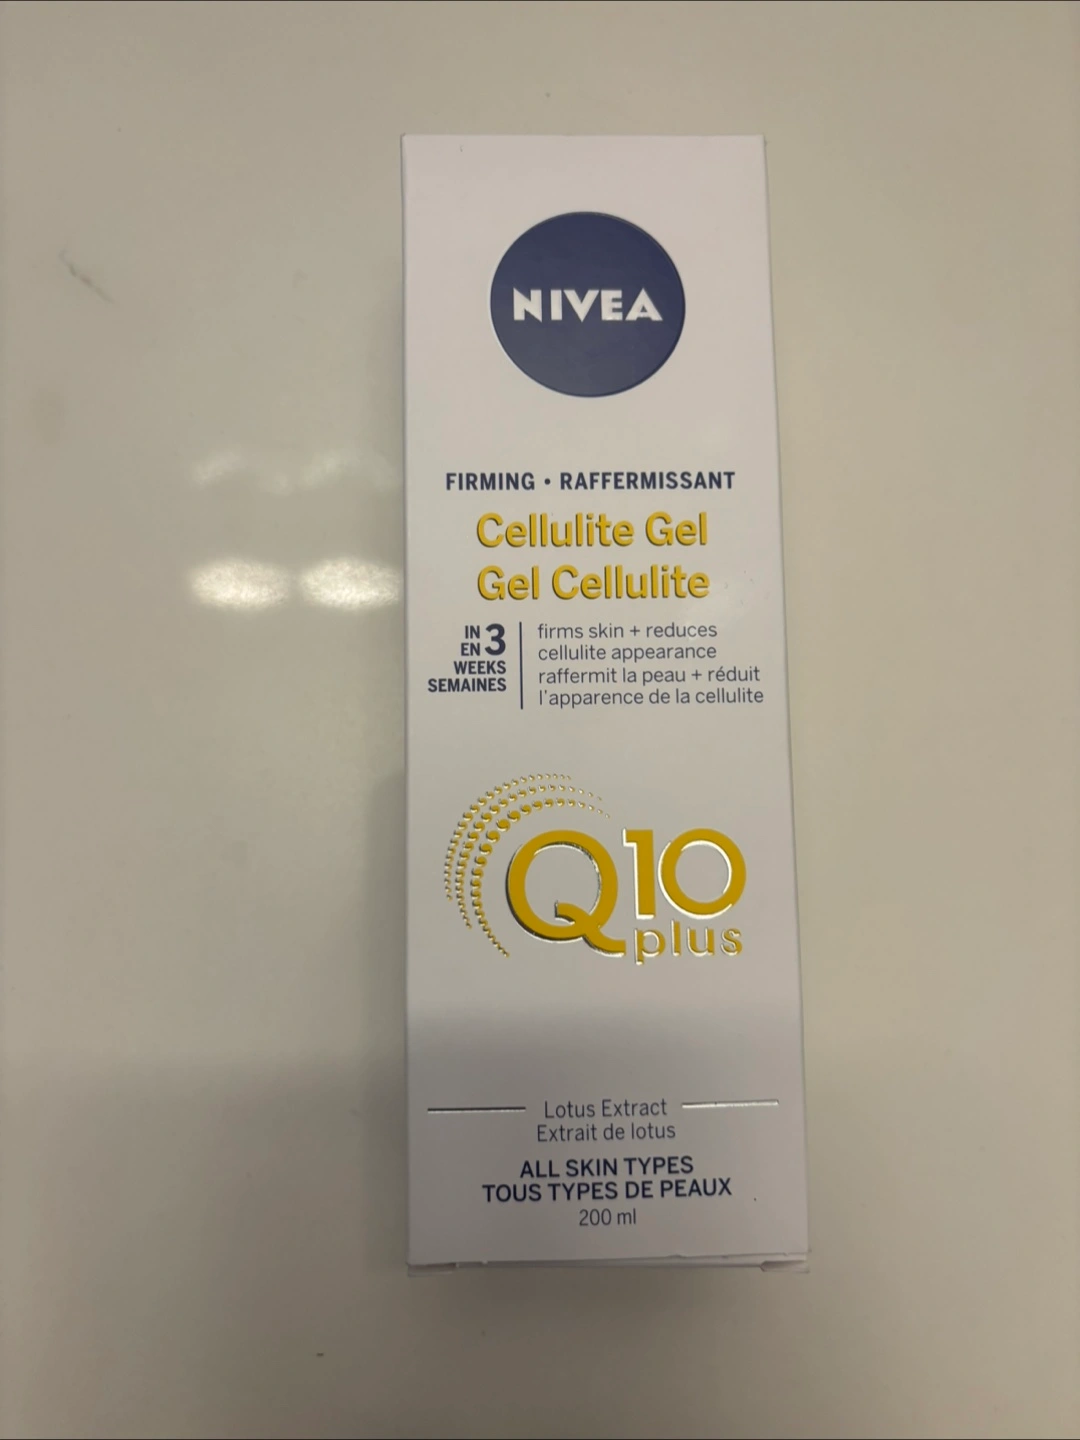 NIVEA
FIRMING • RAFFERMISSANT
Cellulite Gel
Gel Cellulite
IN 3
EN
WEEKS
SEMAINES
firms skin + reduces
cellulite appearance
raffermit la peau + réduit
l'apparence de la cellulite
Q10
plus
Lotus Extract
Extrait de lotus
ALL SKIN TYPES
TOUS TYPES DE PEAUX
200 ml